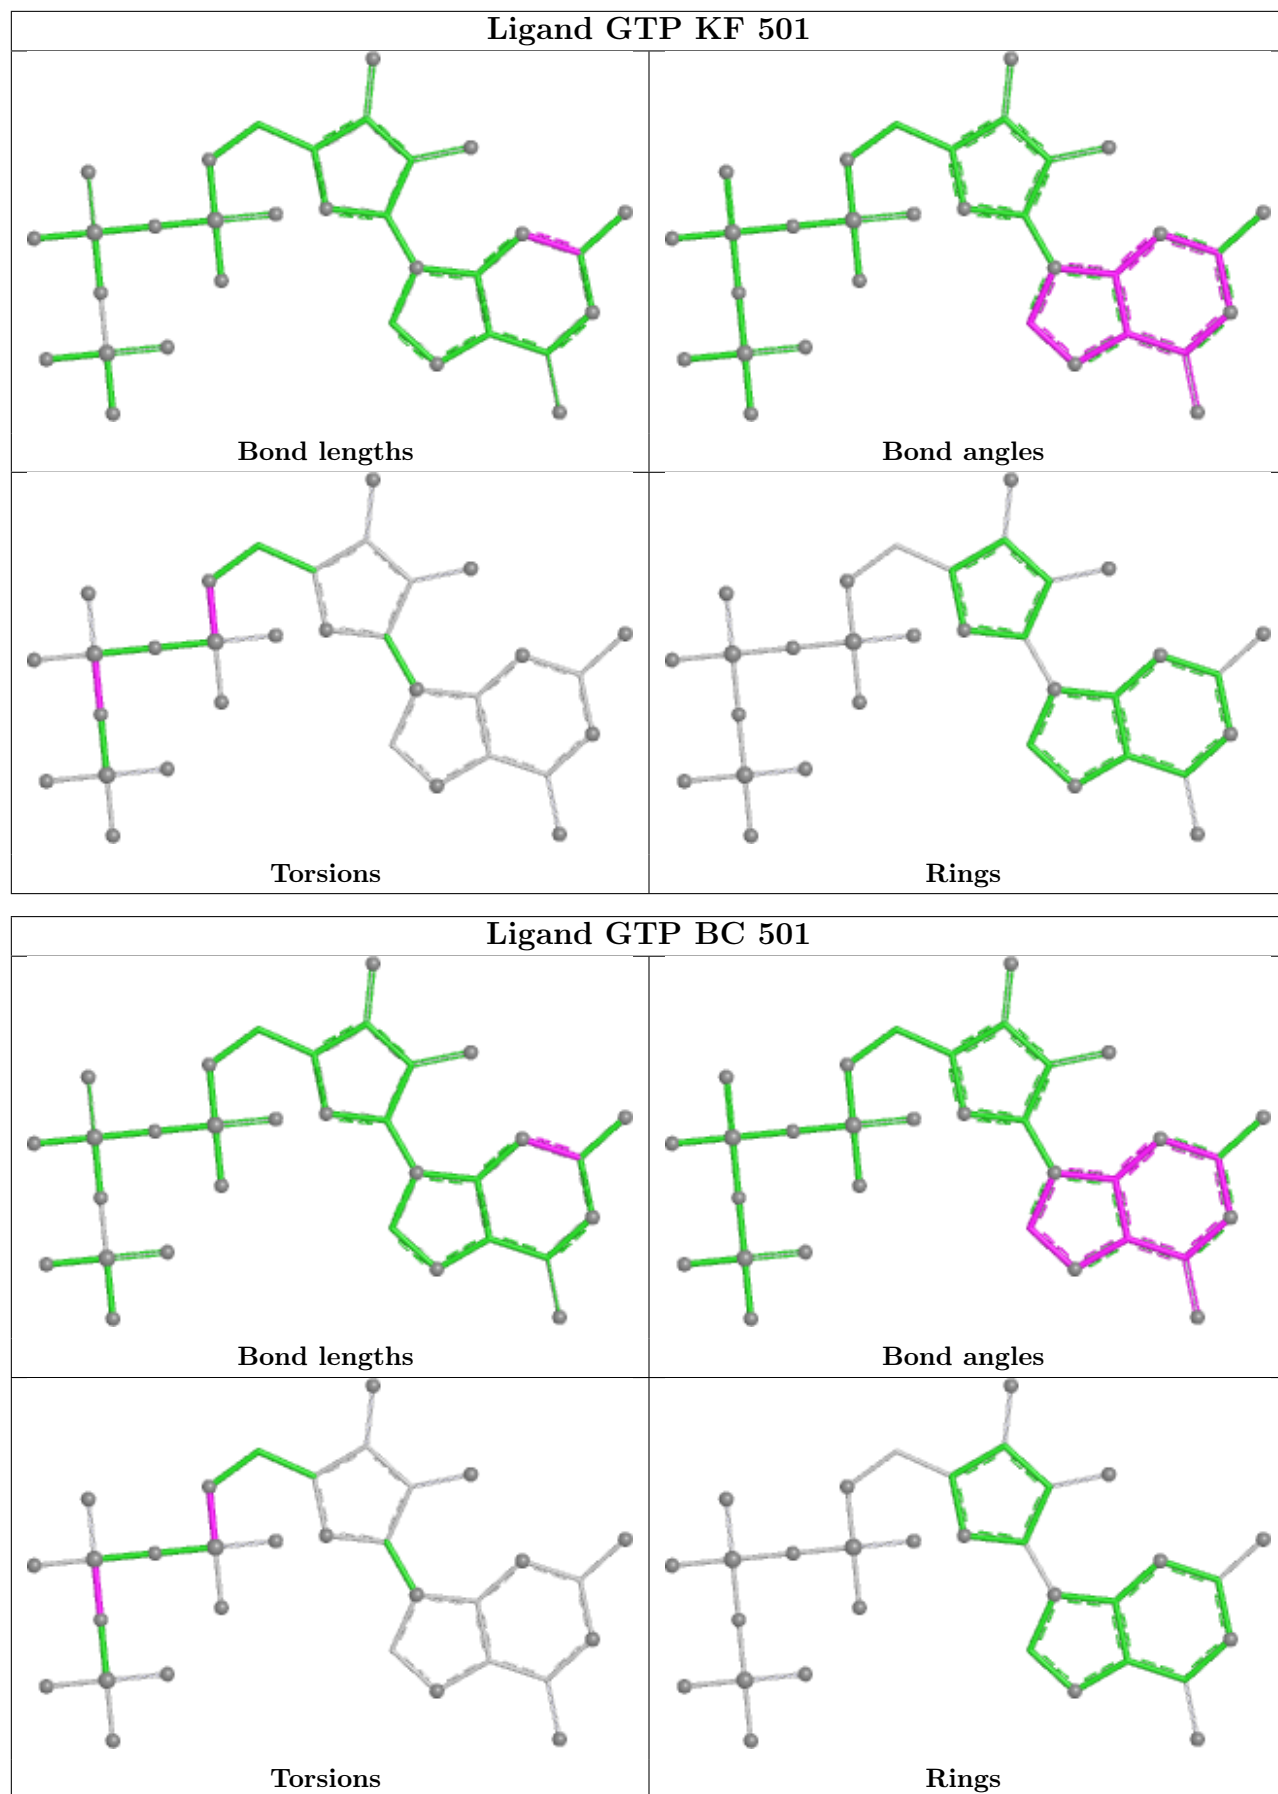 Ligand GTP KF 501
Bond lengths
Bond angles
Torsions
Rings
Ligand GTP BC 501
Bond lengths
Bond angles
Torsions
Rings